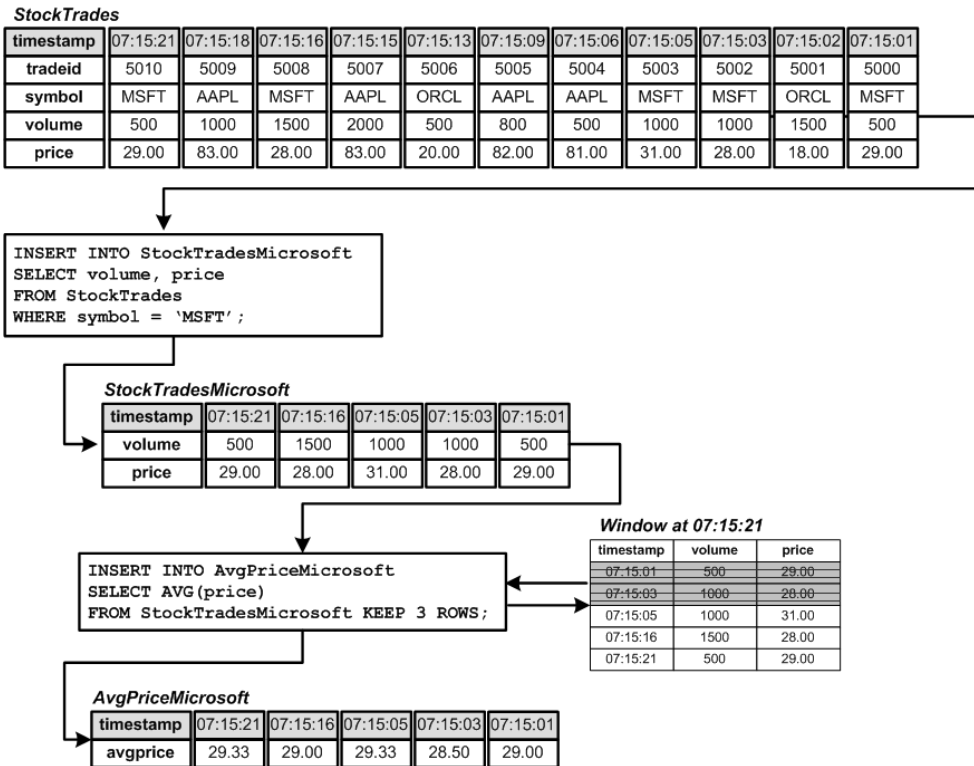 StockTrades
timestamp 07:15:21 07:15:18 07:15:16 07:15:15 07:15:13 07:15:09 07:15:06 07:15:05 07:15:03 07:15:02 07:15:01
tradeid 5010 5009 5008 5007 5006 5005 5004 5003 5002 5001 5000
symbol MSFT AAPL MSFT AAPL ORCL AAPL AAPL MSFT MSFT ORCL MSFT
volume 500 1000 1500 2000 500 800 500 1000 1000 1500 500
price 29.00 83.00 28.00 83.00 20.00 82.00 81.00 31.00 28.00 18.00 29.00
INSERT INTO StockTradesMicrosoft
SELECT volume, price
FROM StockTrades
WHERE symbol = ‘MSFT’;
StockTradesMicrosoft
timestamp 07:15:21 07:15:16 07:15:05 07:15:03 07:15:01
volume 500 1500 1000 1000 500
price 29.00 28.00 31.00 28.00 29.00
INSERT INTO AvgPriceMicrosoft
SELECT AVG(price)
FROM StockTradesMicrosoft KEEP 3 ROWS;
Window at 07:15:21
timestamp volume price
07:15:01 500 29.00
07:15:03 1000 28.00
07:15:05 1000 31.00
07:15:16 1500 28.00
07:15:21 500 29.00
AvgPriceMicrosoft
timestamp 07:15:21 07:15:16 07:15:05 07:15:03 07:15:01
avgprice 29.33 29.00 29.33 28.50 29.00